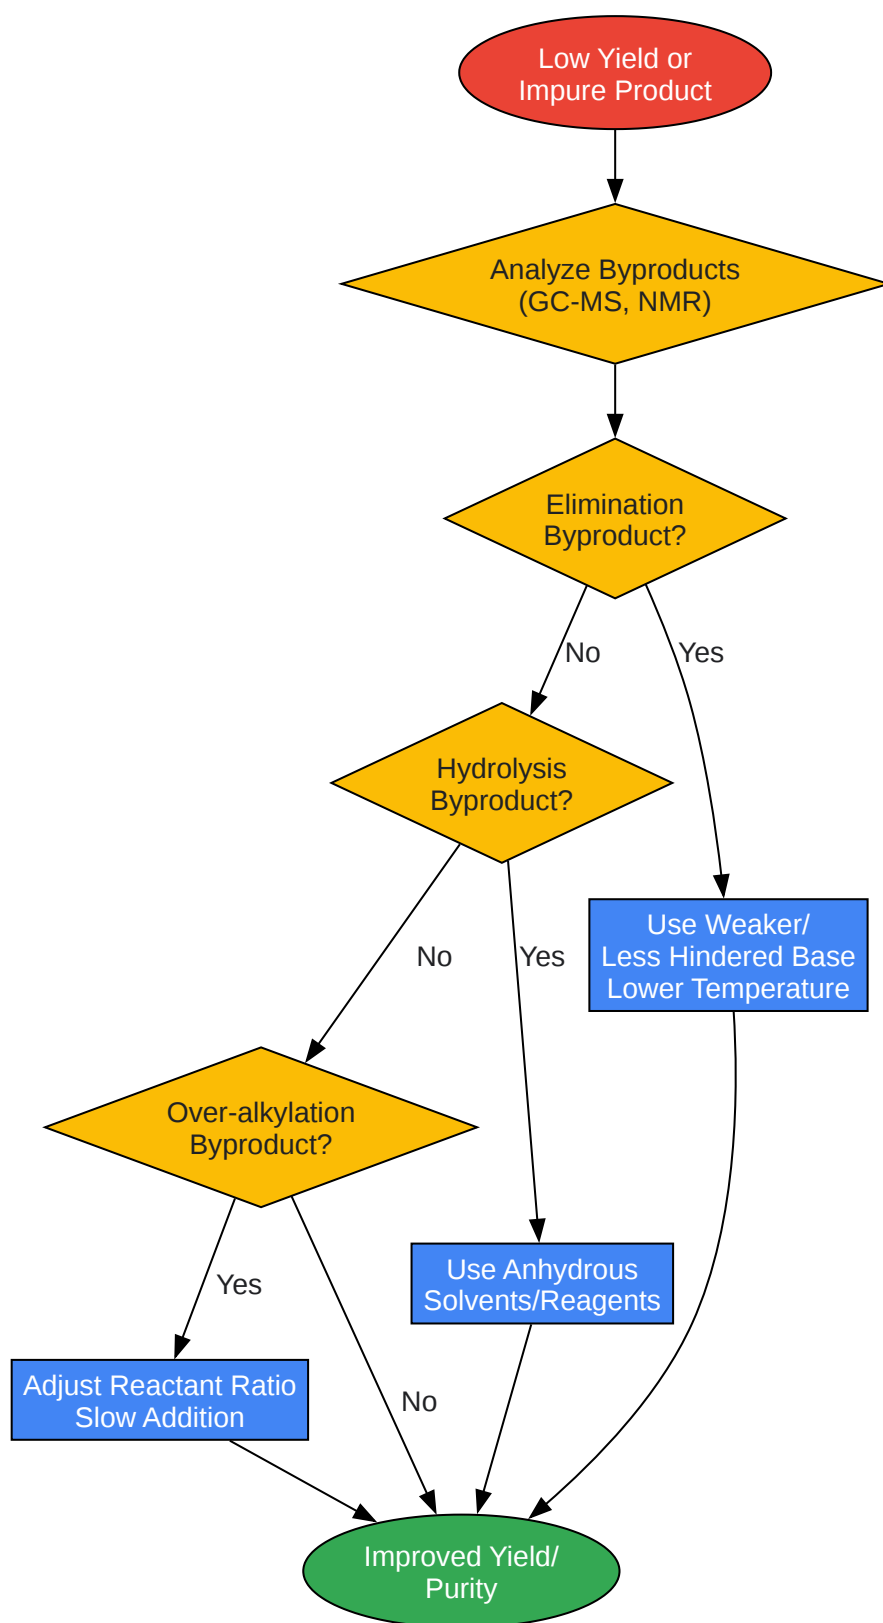 Low Yield or
Impure Product
Analyze Byproducts
(GC-MS, NMR)
Elimination
Byproduct?
No
Yes
Hydrolysis
Byproduct?
Use Weaker/
Less Hindered Base
Lower Temperature
No
Yes
Over-alkylation
Byproduct?
Use Anhydrous
Solvents/Reagents
Yes
Adjust Reactant Ratio
Slow Addition
No
Improved Yield/
Purity